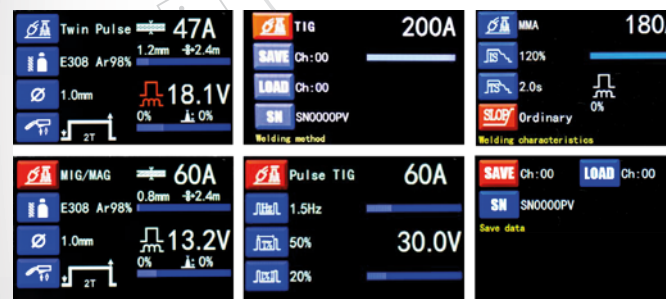 Twin Pulse 47A
1.2mm 2.4m
E308 Ar98%
1.0mm 18.1V
0% 0%
2T
TIG 200A
SAVE Ch:00
LOAD Ch:00
SN SN0000PV
Welding method
MMA 180A
120%
2.0s
0%
SLOP Ordinary
Welding characteristics
MIG/MAG 60A
0.8mm 2.4m
E308 Ar98%
1.0mm 13.2V
0% 0%
2T
Pulse TIG 60A
1.5Hz
50% 30.0V
20%
SAVE Ch:00 LOAD Ch:00
SN SN0000PV
Save data